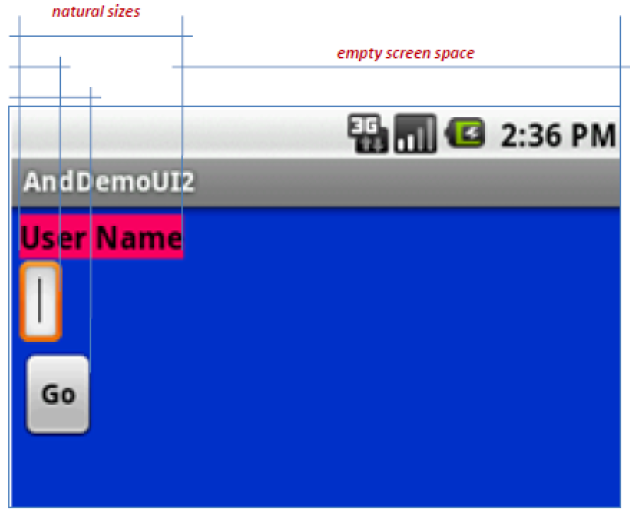 natural sizes
empty screen space
3G 2:36 PM
AndDemoUI2
User Name
Go